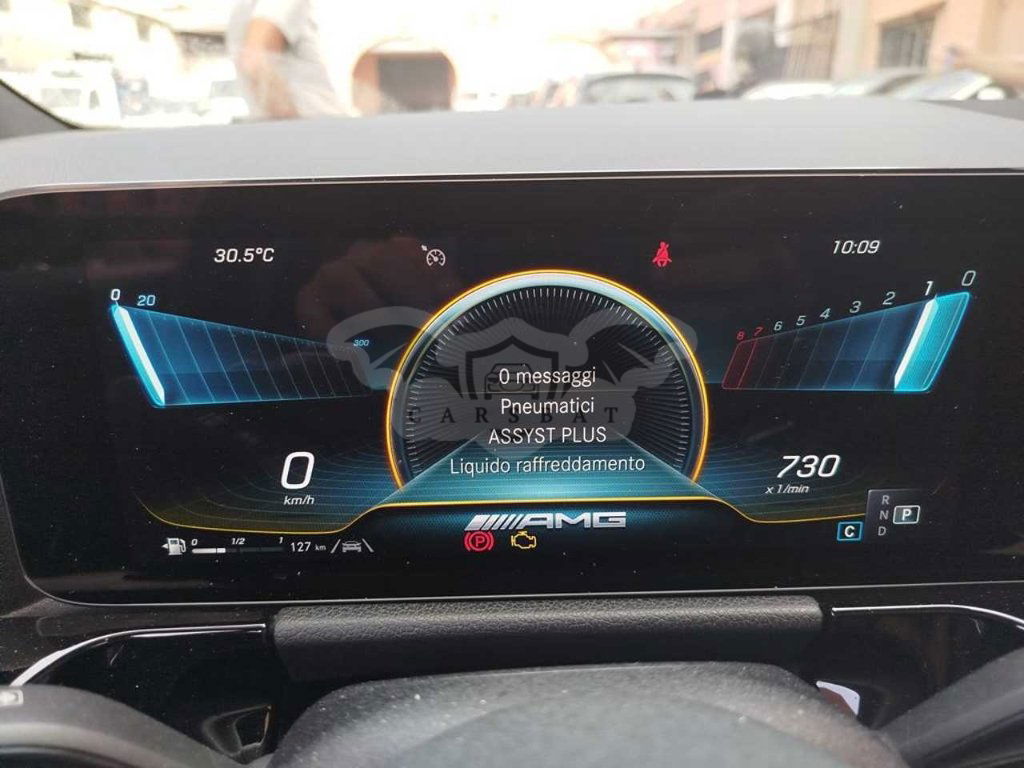 30.5°C
10:09
0 20
300
8 7 6 5 4 3 2 1 0
0 messaggi
Pneumatici
CARSBAT
ASSYST PLUS
Liquido raffreddamento
0
km/h
730
x 1/min
AMG
R
N P
D
C
P
0 1/2 1 127 km